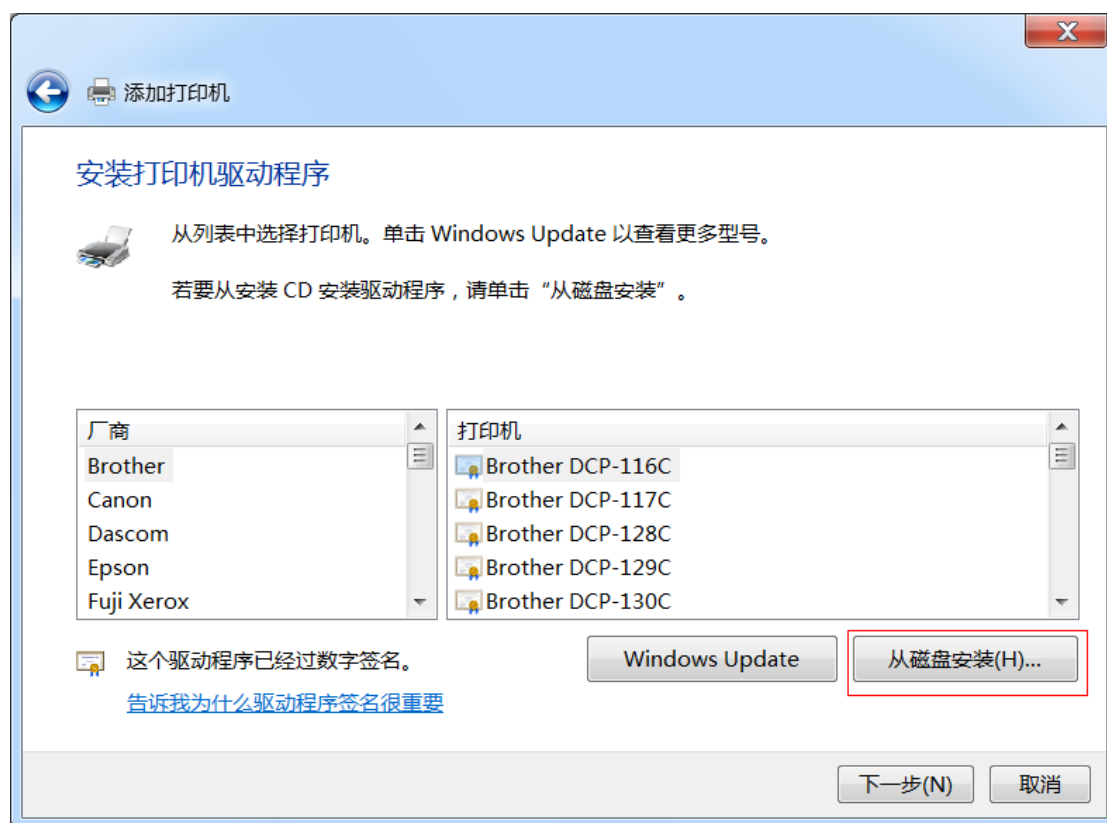 添加打印机
安装打印机驱动程序
从列表中选择打印机。单击 Windows Update 以查看更多型号。
若要从安装 CD 安装驱动程序，请单击“从磁盘安装”。
厂商
Brother
Canon
Dascom
Epson
Fuji Xerox
打印机
Brother DCP-116C
Brother DCP-117C
Brother DCP-128C
Brother DCP-129C
Brother DCP-130C
这个驱动程序已经过数字签名。
告诉我为什么驱动程序签名很重要
Windows Update
从磁盘安装(H)...
下一步(N)
取消